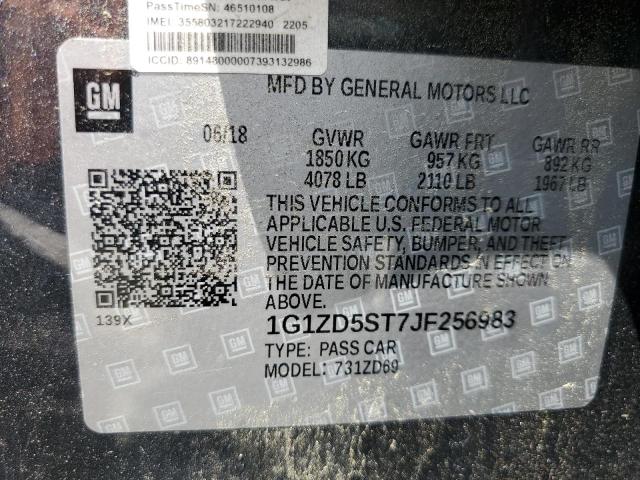 PassTimeSN: 46510108
IMEI: 355803217222940 2205
ICCID: 89148000007393132986
GM
MFD BY GENERAL MOTORS LLC
06/18 GVWR GAWR FRT GAWR RR
1850 KG 957 KG 892 KG
4078 LB 2110 LB 1967 LB
THIS VEHICLE CONFORMS TO ALL
APPLICABLE U.S. FEDERAL MOTOR
VEHICLE SAFETY, BUMPER, AND THEFT
PREVENTION STANDARDS IN EFFECT ON
THE DATE OF MANUFACTURE SHOWN
ABOVE.
139X
1G1ZD5ST7JF256983
TYPE: PASS CAR
MODEL: 731ZD69